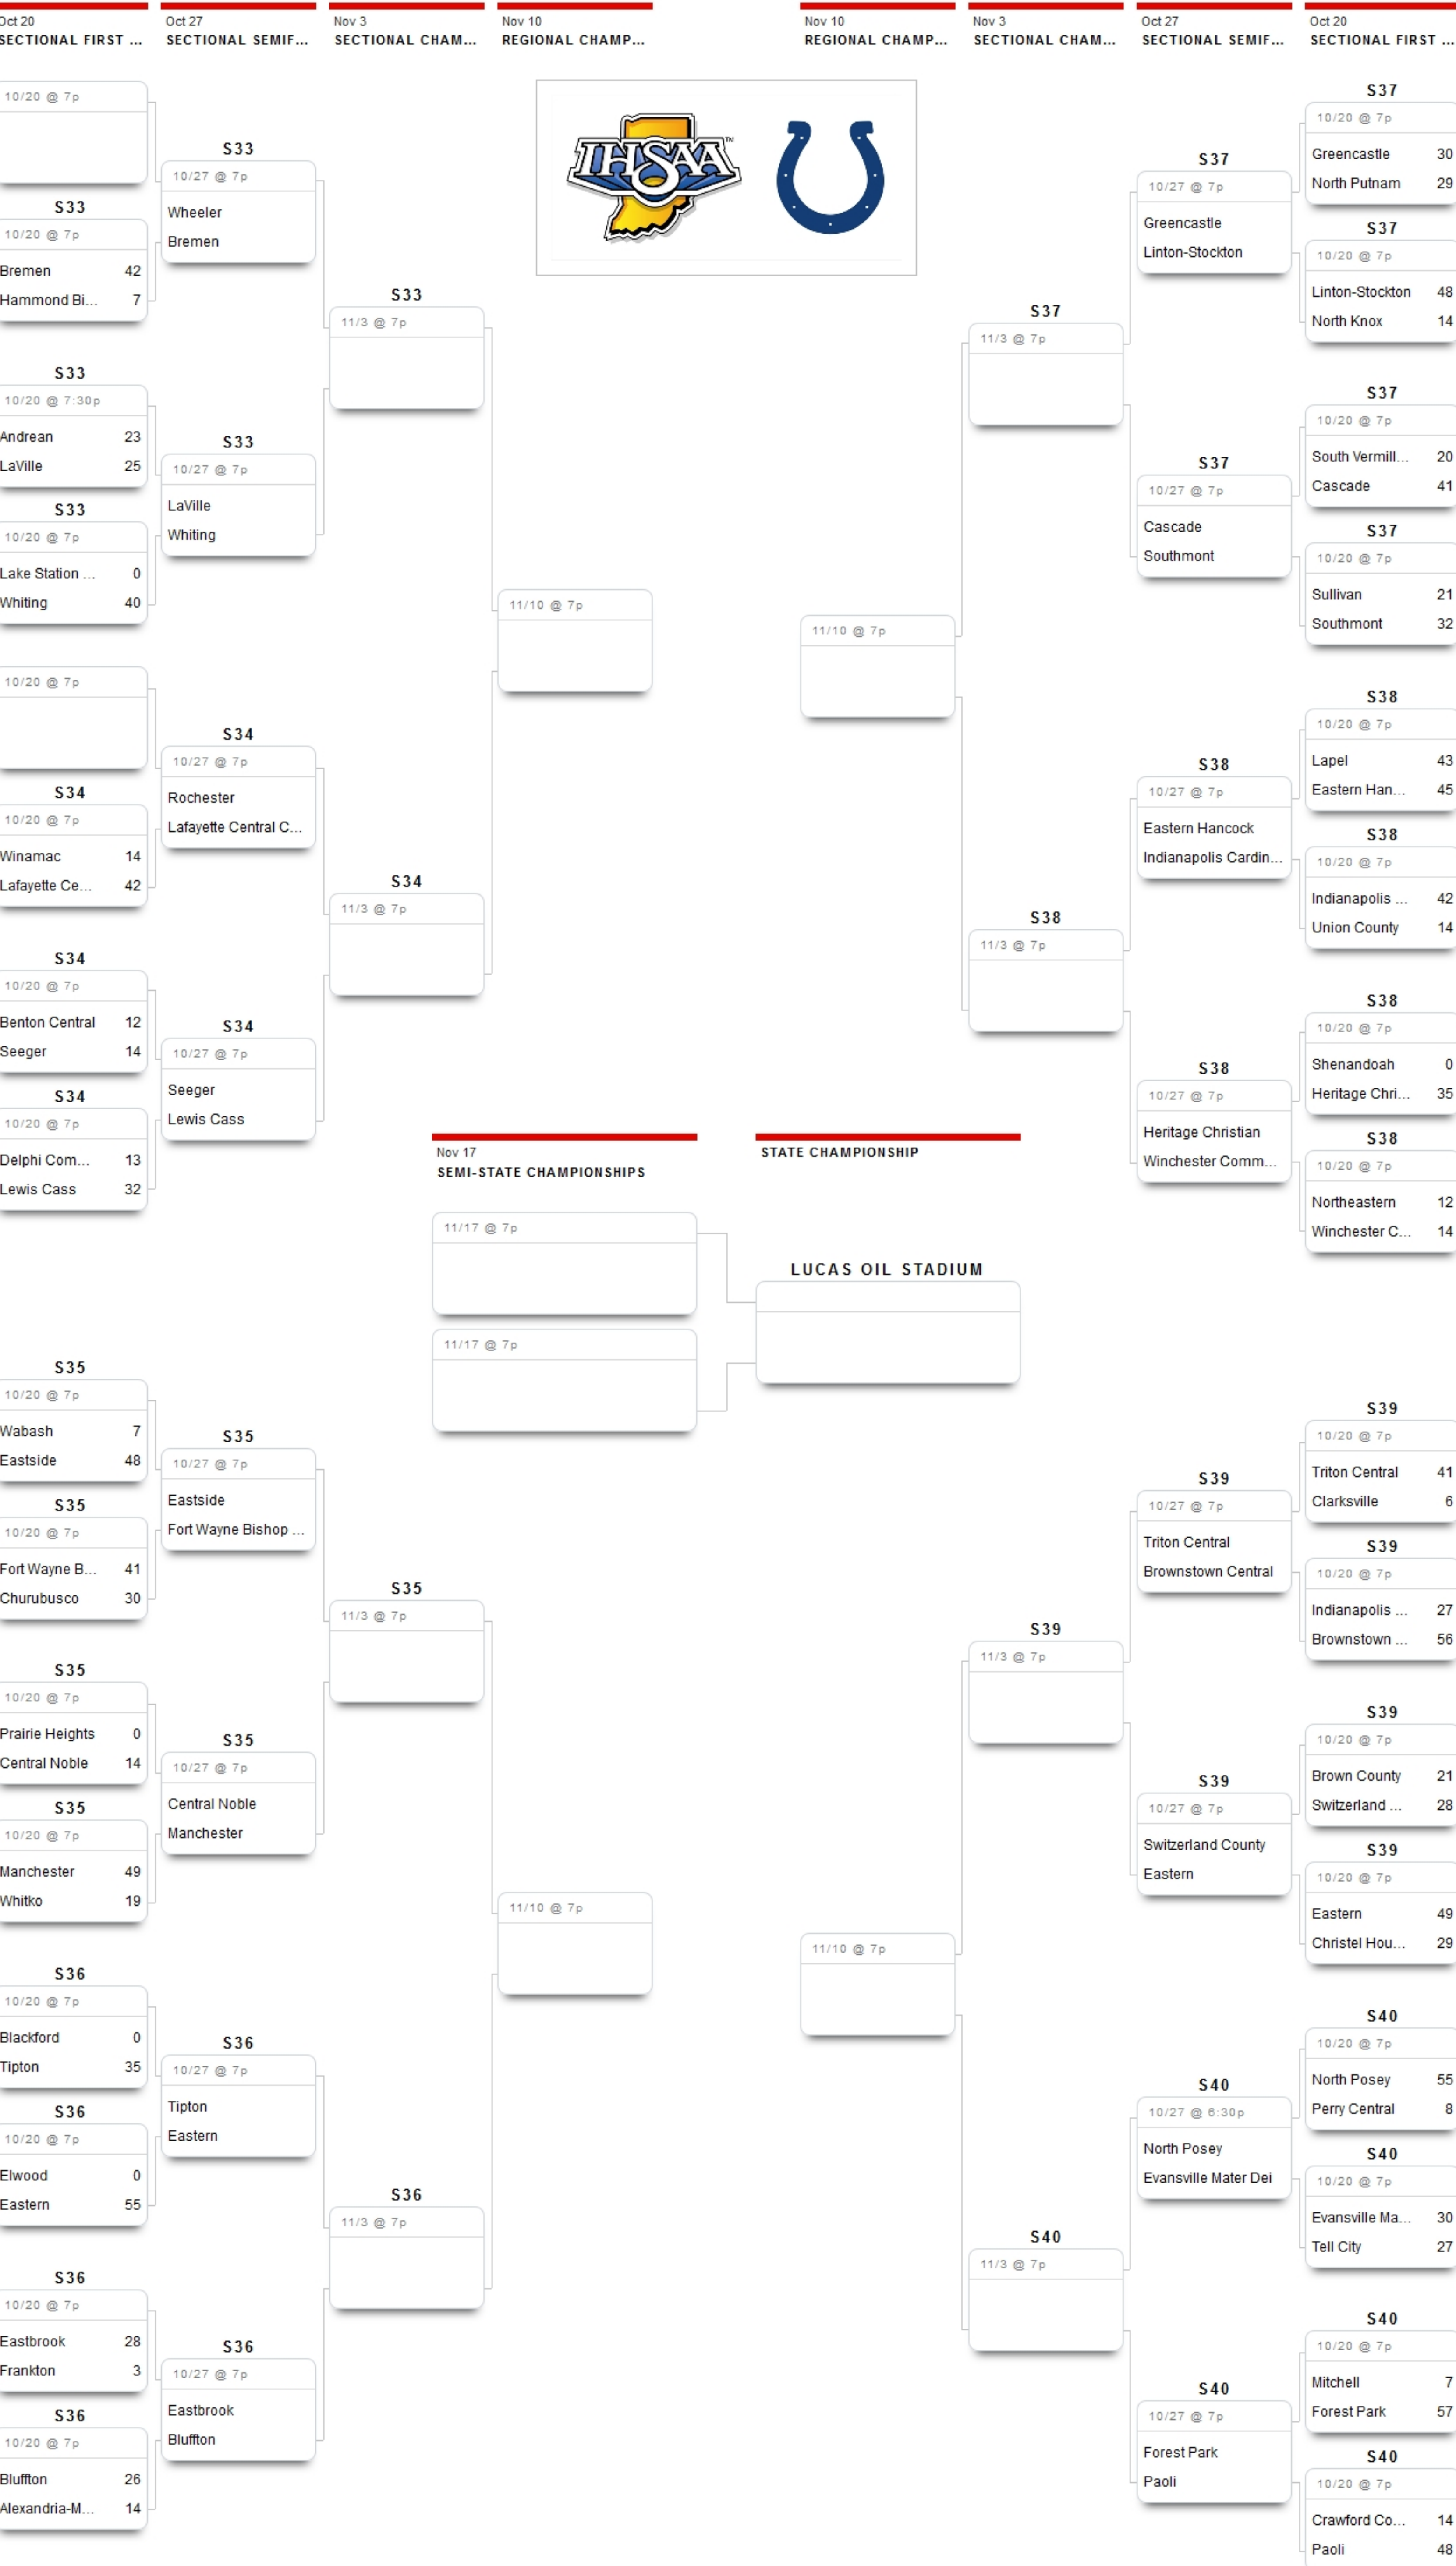 Oct 20
SECTIONAL FIRST ...
Oct 27
SECTIONAL SEMIF...
Nov 3
SECTIONAL CHAM...
Nov 10
REGIONAL CHAMP...
Nov 10
REGIONAL CHAMP...
Nov 3
SECTIONAL CHAM...
Oct 27
SECTIONAL SEMIF...
Oct 20
SECTIONAL FIRST ...
IHSAA
TM
10/20 @ 7p
S33
10/20 @ 7p
Bremen 42
Hammond Bi... 7
S33
10/20 @ 7:30p
Andrean 23
LaVille 25
S33
10/20 @ 7p
Lake Station ... 0
Whiting 40
10/20 @ 7p
S34
10/20 @ 7p
Winamac 14
Lafayette Ce... 42
S34
10/20 @ 7p
Benton Central 12
Seeger 14
S34
10/20 @ 7p
Delphi Com... 13
Lewis Cass 32
S35
10/20 @ 7p
Wabash 7
Eastside 48
S35
10/20 @ 7p
Fort Wayne B... 41
Churubusco 30
S35
10/20 @ 7p
Prairie Heights 0
Central Noble 14
S35
10/20 @ 7p
Manchester 49
Whitko 19
S36
10/20 @ 7p
Blackford 0
Tipton 35
S36
10/20 @ 7p
Elwood 0
Eastern 55
S36
10/20 @ 7p
Eastbrook 28
Frankton 3
S36
10/20 @ 7p
Bluffton 26
Alexandria-M... 14
S33
10/27 @ 7p
Wheeler
Bremen
S33
10/27 @ 7p
LaVille
Whiting
S34
10/27 @ 7p
Rochester
Lafayette Central C...
S34
10/27 @ 7p
Seeger
Lewis Cass
S35
10/27 @ 7p
Eastside
Fort Wayne Bishop ...
S35
10/27 @ 7p
Central Noble
Manchester
S36
10/27 @ 7p
Tipton
Eastern
S36
10/27 @ 7p
Eastbrook
Bluffton
S33
11/3 @ 7p
S34
11/3 @ 7p
S35
11/3 @ 7p
S36
11/3 @ 7p
11/10 @ 7p
11/10 @ 7p
Nov 17
SEMI-STATE CHAMPIONSHIPS
11/17 @ 7p
11/17 @ 7p
STATE CHAMPIONSHIP
LUCAS OIL STADIUM
11/10 @ 7p
11/10 @ 7p
S37
11/3 @ 7p
S38
11/3 @ 7p
S39
11/3 @ 7p
S40
11/3 @ 7p
S37
10/27 @ 7p
Greencastle
Linton-Stockton
S37
10/27 @ 7p
Cascade
Southmont
S38
10/27 @ 7p
Eastern Hancock
Indianapolis Cardin...
S38
10/27 @ 7p
Heritage Christian
Winchester Comm...
S39
10/27 @ 7p
Triton Central
Brownstown Central
S39
10/27 @ 7p
Switzerland County
Eastern
S40
10/27 @ 6:30p
North Posey
Evansville Mater Dei
S40
10/27 @ 7p
Forest Park
Paoli
S37
10/20 @ 7p
Greencastle 30
North Putnam 29
S37
10/20 @ 7p
Linton-Stockton 48
North Knox 14
S37
10/20 @ 7p
South Vermill... 20
Cascade 41
S37
10/20 @ 7p
Sullivan 21
Southmont 32
S38
10/20 @ 7p
Lapel 43
Eastern Han... 45
S38
10/20 @ 7p
Indianapolis ... 42
Union County 14
S38
10/20 @ 7p
Shenandoah 0
Heritage Chri... 35
S38
10/20 @ 7p
Northeastern 12
Winchester C... 14
S39
10/20 @ 7p
Triton Central 41
Clarksville 6
S39
10/20 @ 7p
Indianapolis ... 27
Brownstown ... 56
S39
10/20 @ 7p
Brown County 21
Switzerland ... 28
S39
10/20 @ 7p
Eastern 49
Christel Hou... 29
S40
10/20 @ 7p
North Posey 55
Perry Central 8
S40
10/20 @ 7p
Evansville Ma... 30
Tell City 27
S40
10/20 @ 7p
Mitchell 7
Forest Park 57
S40
10/20 @ 7p
Crawford Co... 14
Paoli 48